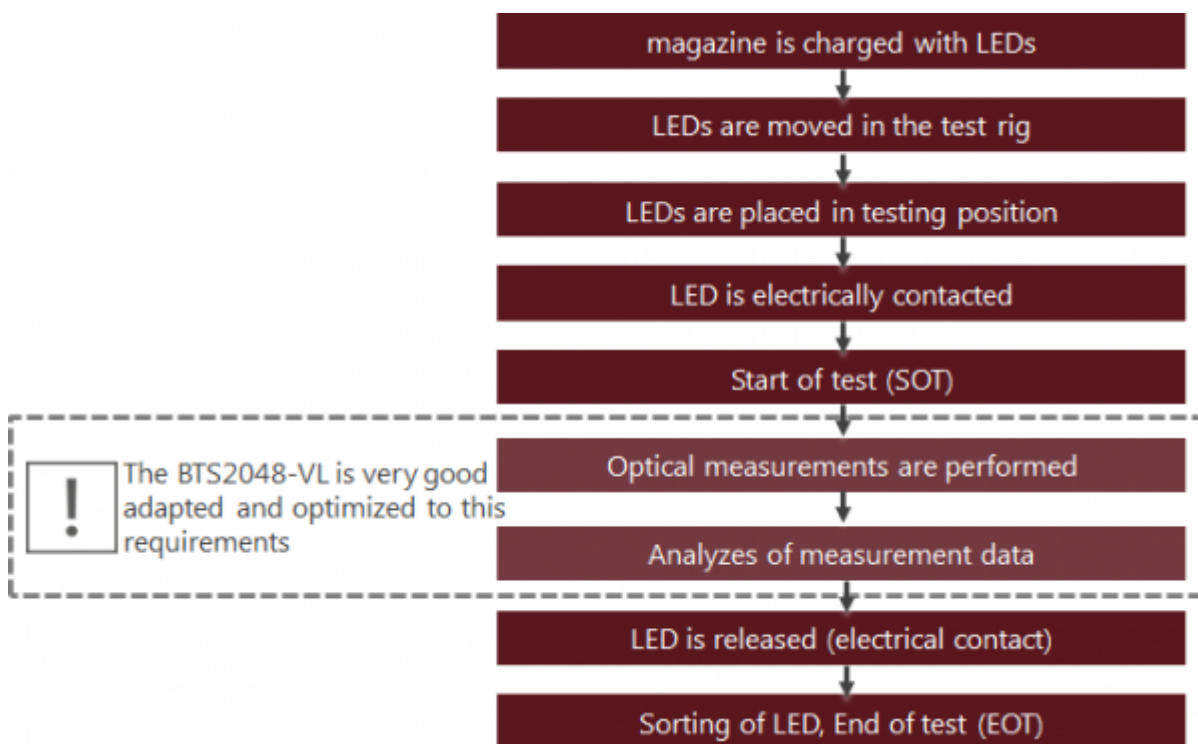 magazine is charged with LEDs
LEDs are moved in the test rig
LEDs are placed in testing position
LED is electrically contacted
Start of test (SOT)
!
The BTS2048-VL is very good
adapted and optimized to this
requirements
Optical measurements are performed
Analyzes of measurement data
LED is released (electrical contact)
Sorting of LED, End of test (EOT)